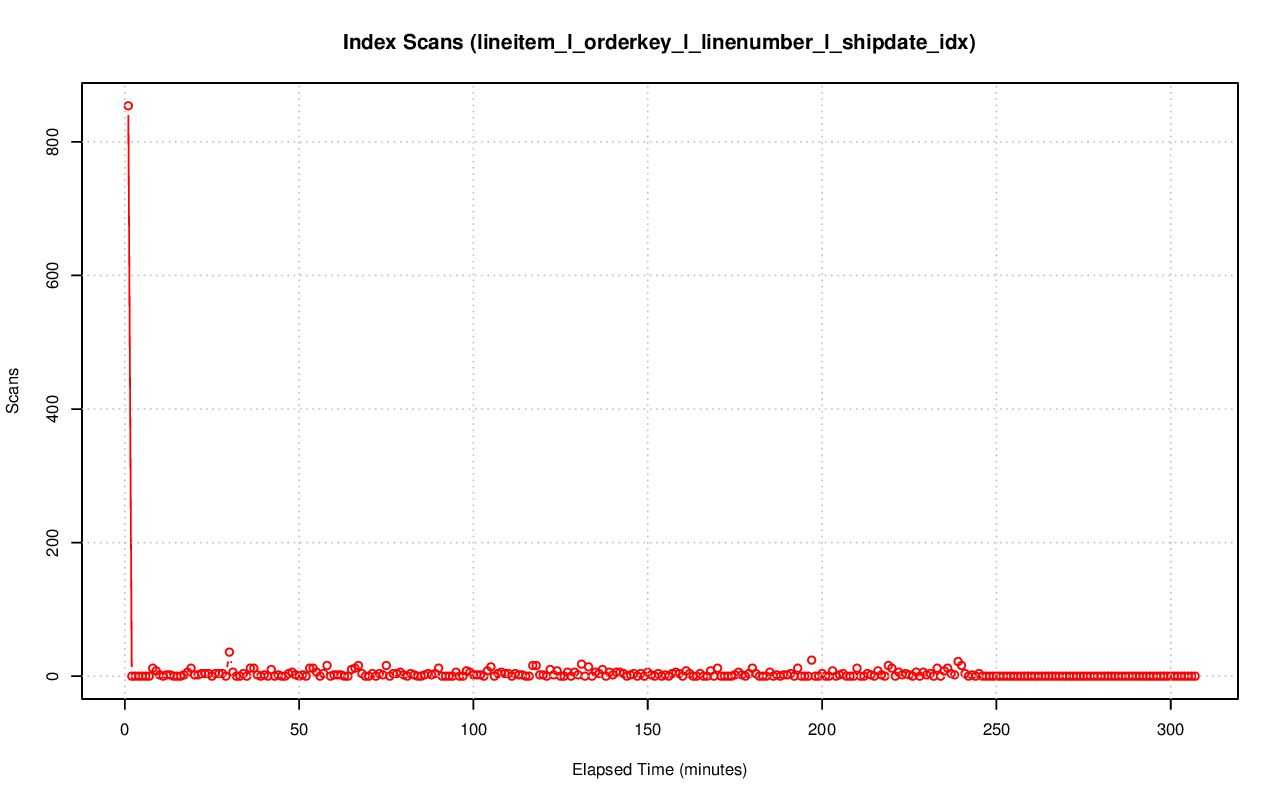 Index Scans (lineitem_l_orderkey_l_linenumber_l_shipdate_idx)
Scans
800
600
400
200
0
0 50 100 150 200 250 300
Elapsed Time (minutes)